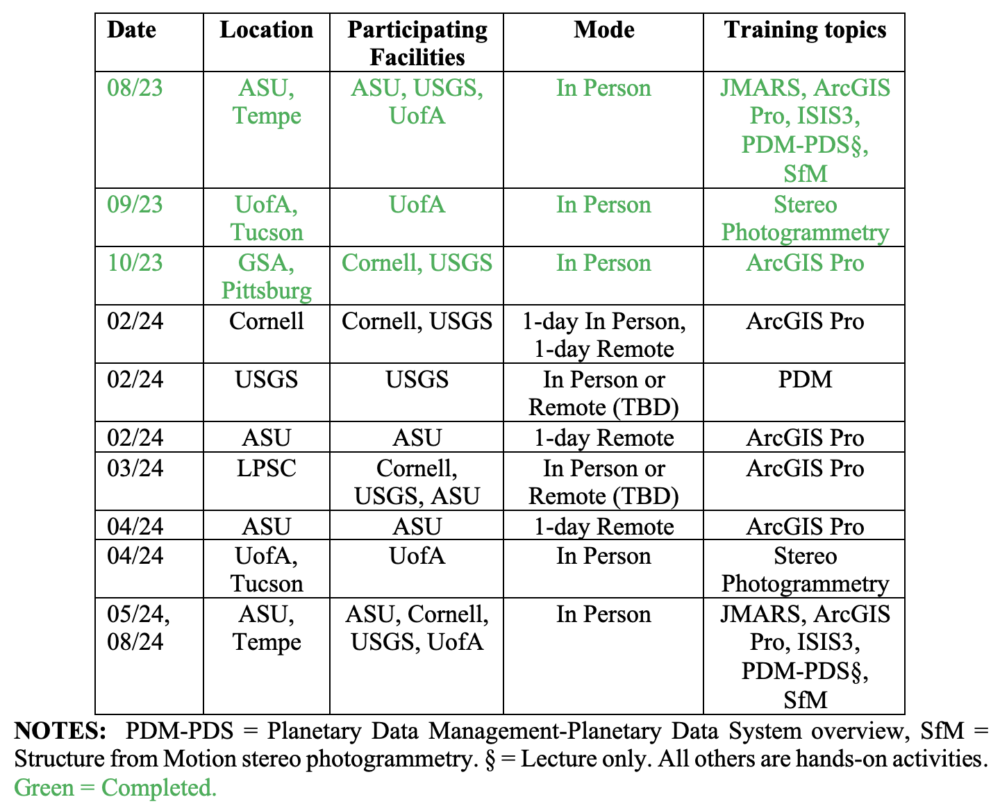 Date Location Participating Facilities Mode Training topics
08/23 ASU, Tempe ASU, USGS, UofA In Person JMARS, ArcGIS Pro, ISIS3, PDM-PDS§, SfM
09/23 UofA, Tucson UofA In Person Stereo Photogrammetry
10/23 GSA, Pittsburg Cornell, USGS In Person ArcGIS Pro
02/24 Cornell Cornell, USGS 1-day In Person, 1-day Remote ArcGIS Pro
02/24 USGS USGS In Person or Remote (TBD) PDM
02/24 ASU ASU 1-day Remote ArcGIS Pro
03/24 LPSC Cornell, USGS, ASU In Person or Remote (TBD) ArcGIS Pro
04/24 ASU ASU 1-day Remote ArcGIS Pro
04/24 UofA, Tucson UofA In Person Stereo Photogrammetry
05/24, 08/24 ASU, Tempe ASU, Cornell, USGS, UofA In Person JMARS, ArcGIS Pro, ISIS3, PDM-PDS§, SfM
NOTES: PDM-PDS = Planetary Data Management-Planetary Data System overview, SfM =
Structure from Motion stereo photogrammetry. § = Lecture only. All others are hands-on activities.
Green = Completed.